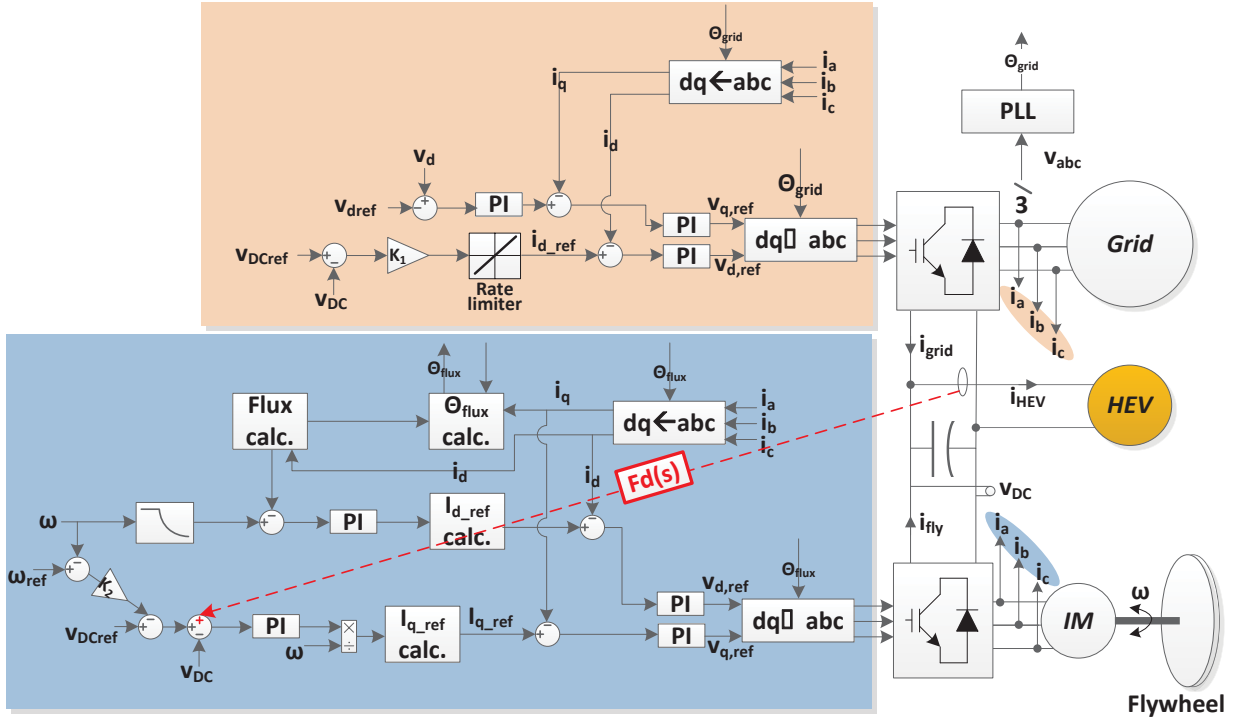 Θgrid
ia
ib
ic
dq←abc
iq
id
vd
vdref
PI
PI
vq,ref
Θgrid
dq▯ abc
vDCref
K1
vDC
Rate
limiter
id_ref
PI
vd,ref
Θgrid
PLL
vabc
3
Grid
ia
ib
ic
igrid
iHEV
HEV
vDC
ifly
Θflux
Flux
calc.
Θflux
calc.
iq
Θflux
dq←abc
ia
ib
ic
id
id
Fd(s)
ω
PI
Id_ref
calc.
ωref
K2
vDCref
vDC
PI
ω
×
÷
Iq_ref
calc.
Iq_ref
PI
vd,ref
PI
vq,ref
Θflux
dq▯ abc
ia
ib
ic
IM
ω
Flywheel